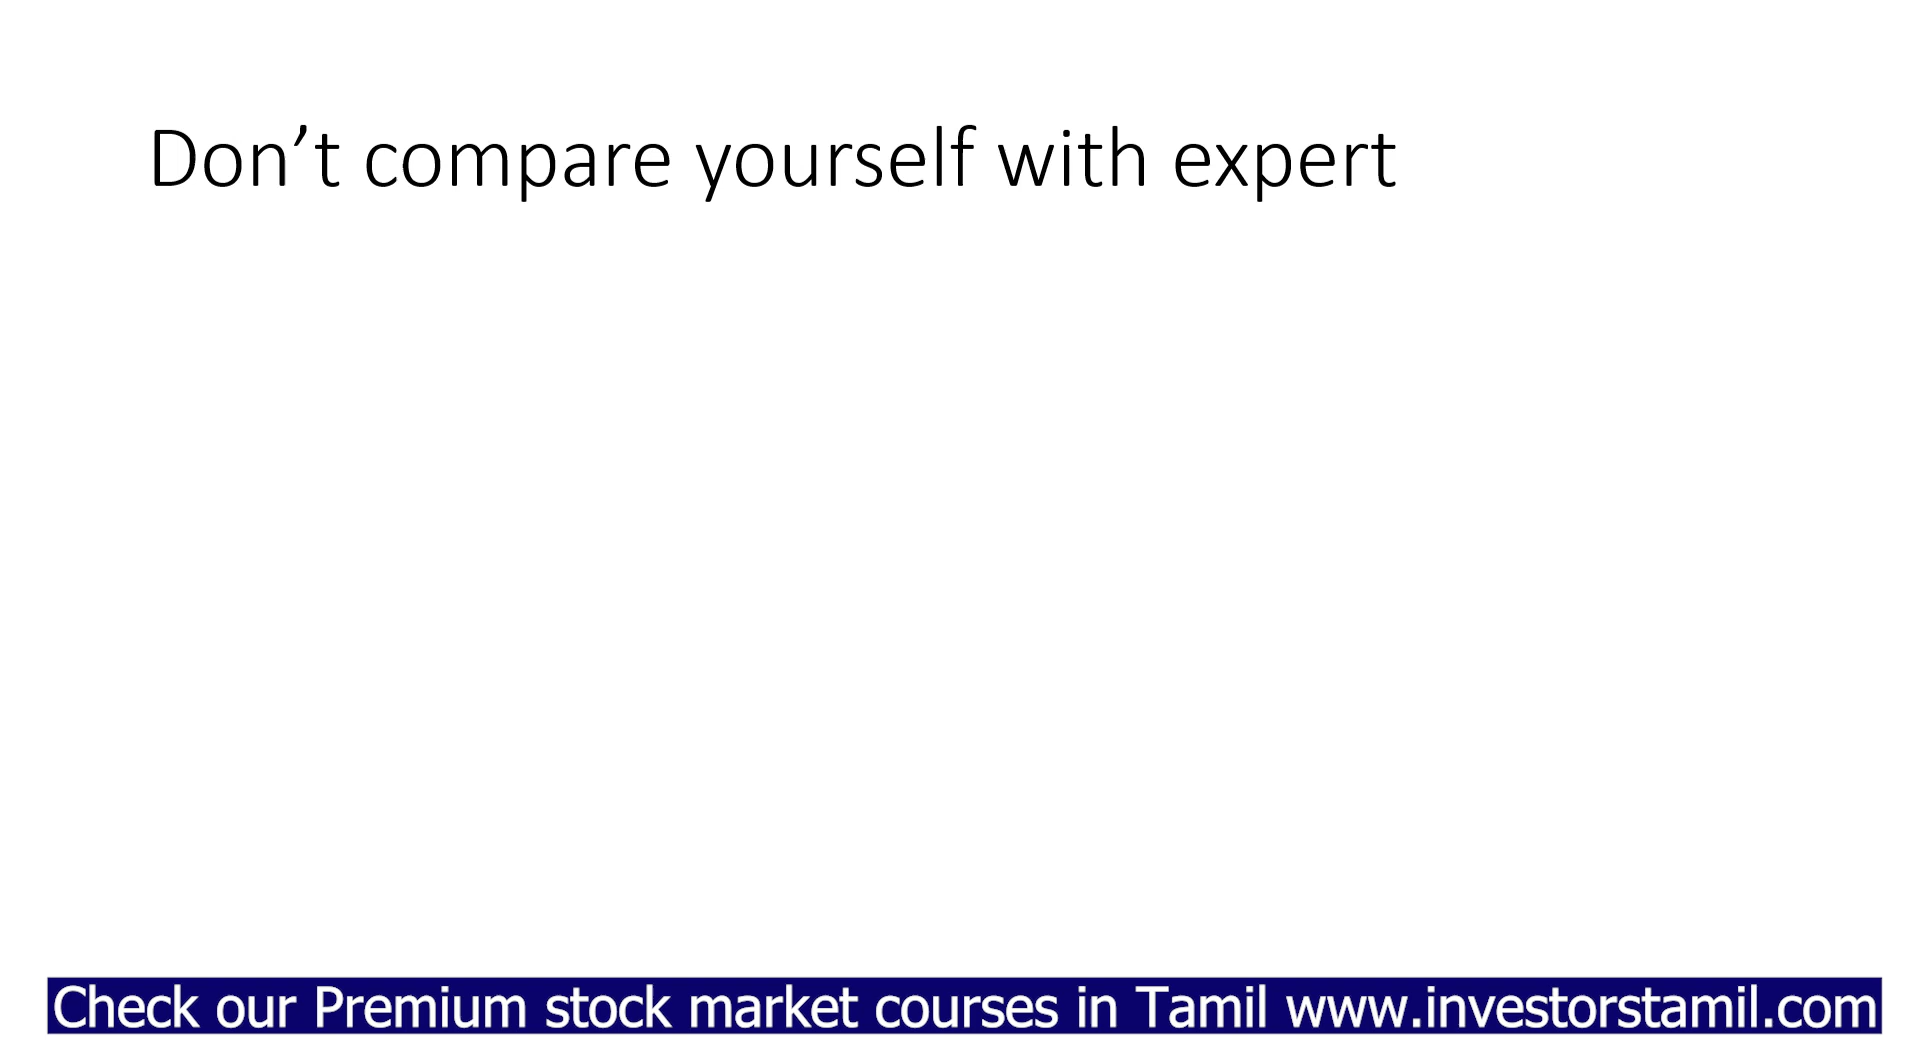 Don’t compare yourself with expert
Check our Premium stock market courses in Tamil www.investorstamil.com